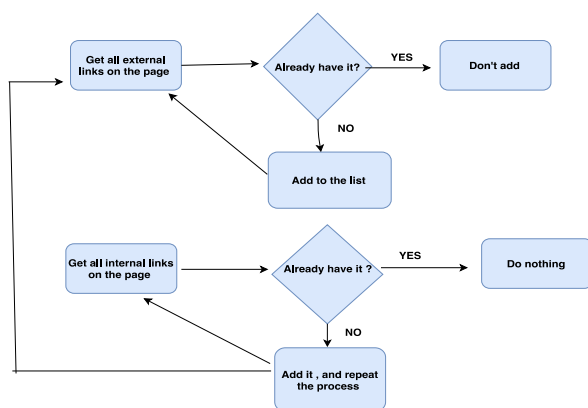 Get all external
links on the page
Already have it?
YES
Don't add
NO
Add to the list
Get all internal links
on the page
Already have it ?
YES
Do nothing
NO
Add it , and repeat
the process